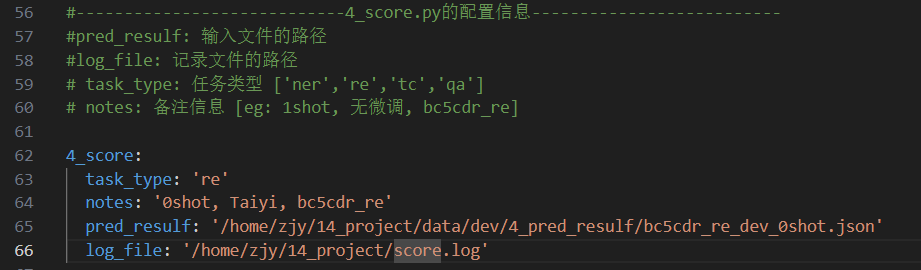 56 #---------------------------4_score.py的配置信息-------------------------
57 #pred_resulf: 输入文件的路径
58 #log_file: 记录文件的路径
59 # task_type: 任务类型 ['ner','re','tc','qa']
60 # notes: 备注信息 [eg: 1shot, 无微调, bc5cdr_re]
61
62 4_score:
63   task_type: 're'
64   notes: '0shot, Taiyi, bc5cdr_re'
65   pred_resulf: '/home/zjy/14_project/data/dev/4_pred_resulf/bc5cdr_re_dev_0shot.json'
66   log_file: '/home/zjy/14_project/score.log'